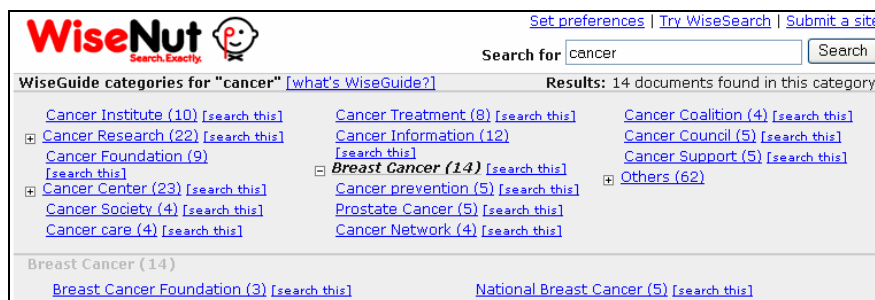 Set preferences | Try WiseSearch | Submit a site
WiseNut
Search. Exactly.
Search for cancer Search
WiseGuide categories for "cancer" [what's WiseGuide?] Results: 14 documents found in this category
Cancer Institute (10) [search this] Cancer Treatment (8) [search this] Cancer Coalition (4) [search this]
Cancer Research (22) [search this] Cancer Information (12) Cancer Council (5) [search this]
Cancer Foundation (9) [search this] Cancer Support (5) [search this]
[search this] Breast Cancer (14) [search this] Others (62)
Cancer Center (23) [search this] Cancer prevention (5) [search this]
Cancer Society (4) [search this] Prostate Cancer (5) [search this]
Cancer care (4) [search this] Cancer Network (4) [search this]
Breast Cancer (14)
Breast Cancer Foundation (3) [search this] National Breast Cancer (5) [search this]